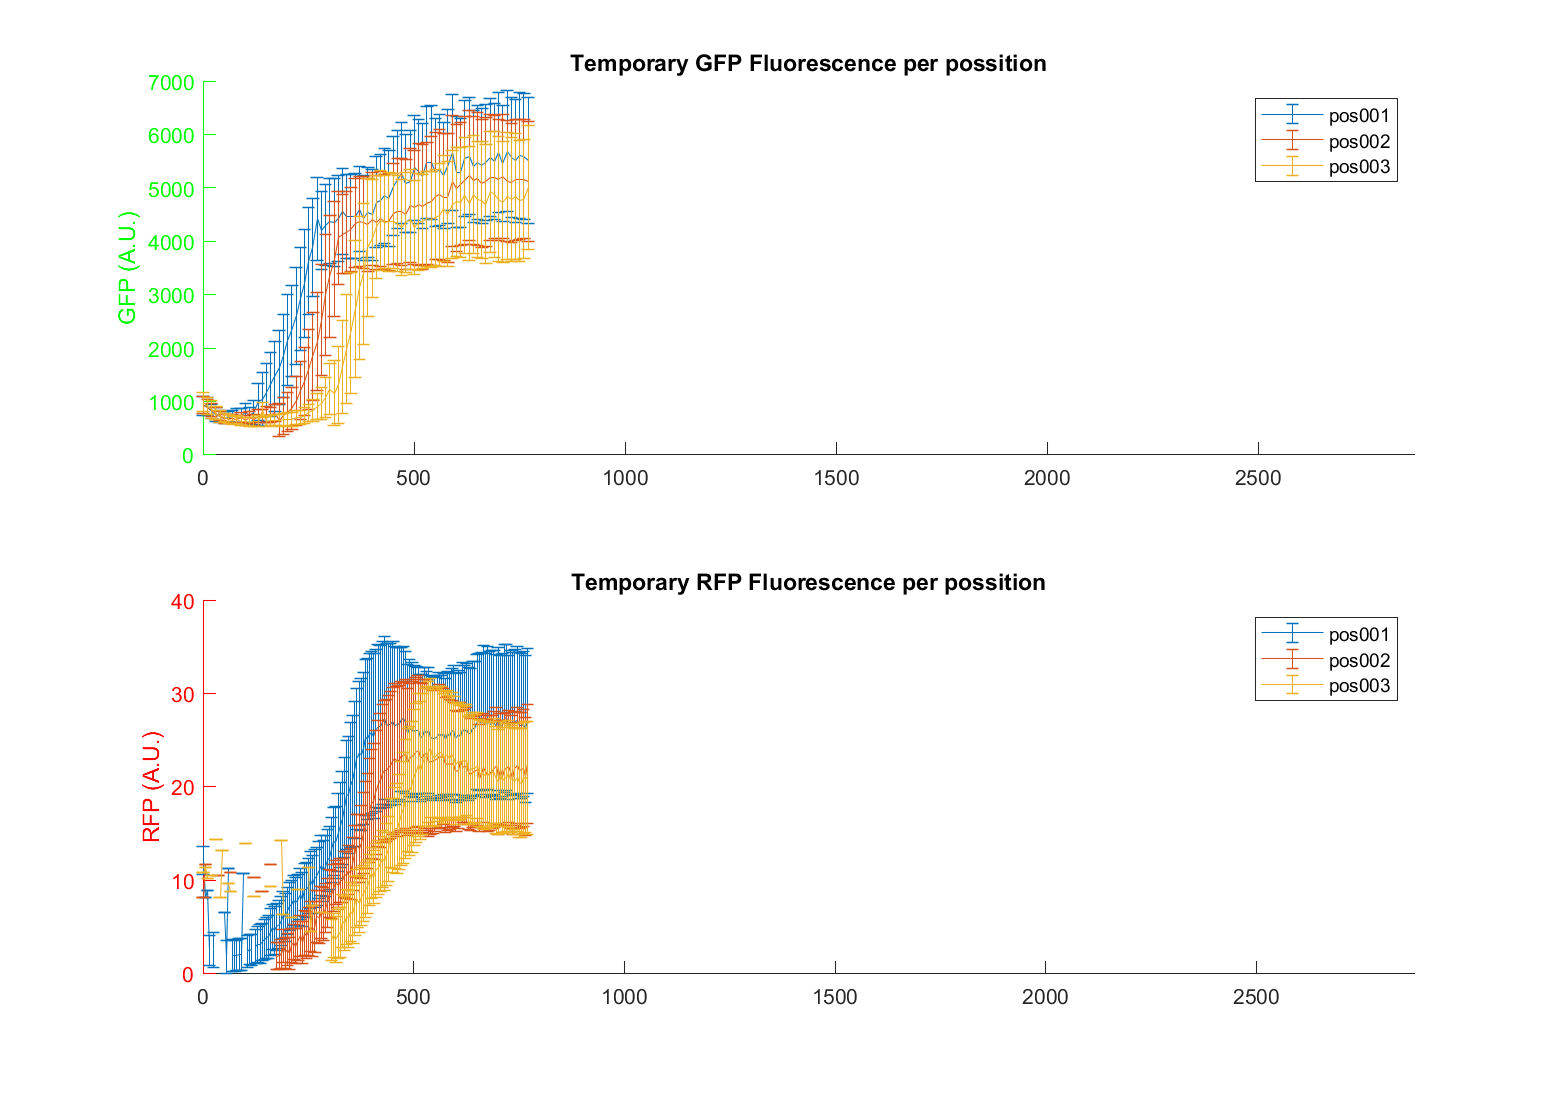 Temporary GFP Fluorescence per possition
7000
6000
5000
4000
3000
2000
1000
0
GFP (A.U.)
0 500 1000 1500 2000 2500
pos001
pos002
pos003
Temporary RFP Fluorescence per possition
40
30
20
10
0
RFP (A.U.)
0 500 1000 1500 2000 2500
pos001
pos002
pos003